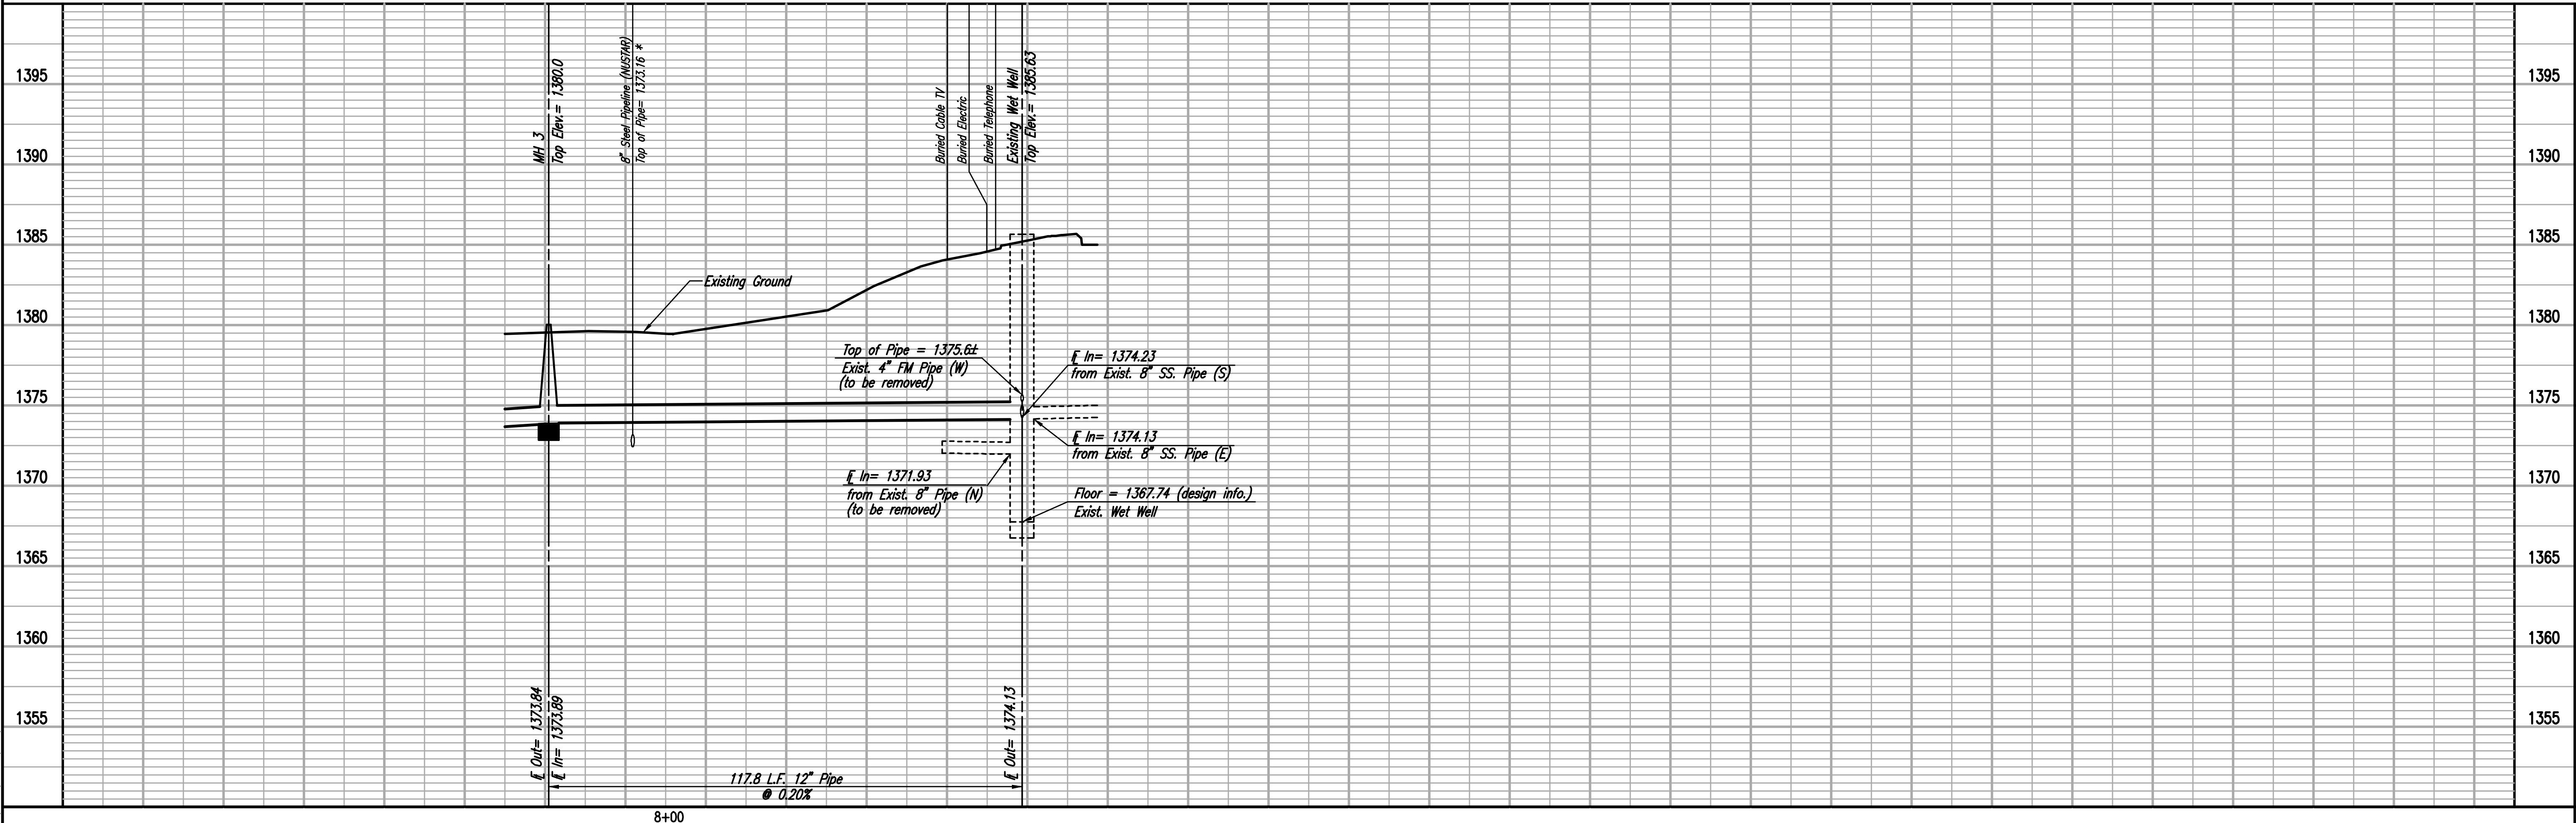 1395
1390
1385
1380
1375
1370
1365
1360
1355
MH 3
Top Elev.= 1380.0
8" Steel Pipeline (NUSTAR)
Top of Pipe= 1373.16 *
Buried Cable TV
Buried Electric
Buried Telephone
Existing Wet Well
Top Elev.= 1385.63
Existing Ground
Top of Pipe = 1375.6±
Exist. 4" FM Pipe (W)
(to be removed)
℄ In= 1374.23
from Exist. 8" SS. Pipe (S)
℄ In= 1374.13
from Exist. 8" SS. Pipe (E)
℄ In= 1371.93
from Exist. 8" Pipe (N)
(to be removed)
Floor = 1367.74 (design info.)
Exist. Wet Well
℄ Out= 1373.84
℄ In= 1373.89
℄ Out= 1374.13
117.8 L.F. 12" Pipe
@ 0.20%
8+00
1395
1390
1385
1380
1375
1370
1365
1360
1355